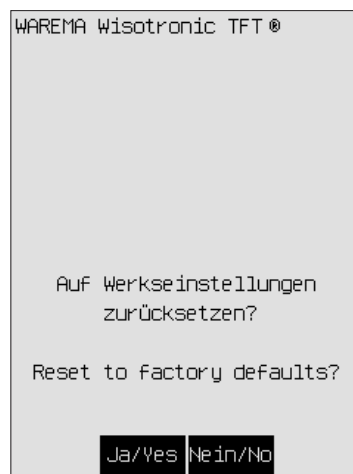 WAREMA Wisotronic TFT ®
Auf Werkseinstellungen
zurücksetzen?
Reset to factory defaults?
Ja/Yes Nein/No